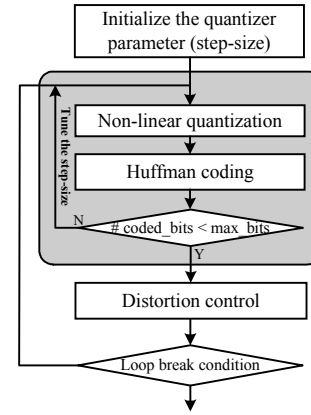 Initialize the quantizer
parameter (step-size)
Tune the step-size
Non-linear quantization
Huffman coding
N
# coded_bits < max_bits
Y
Distortion control
Loop break condition